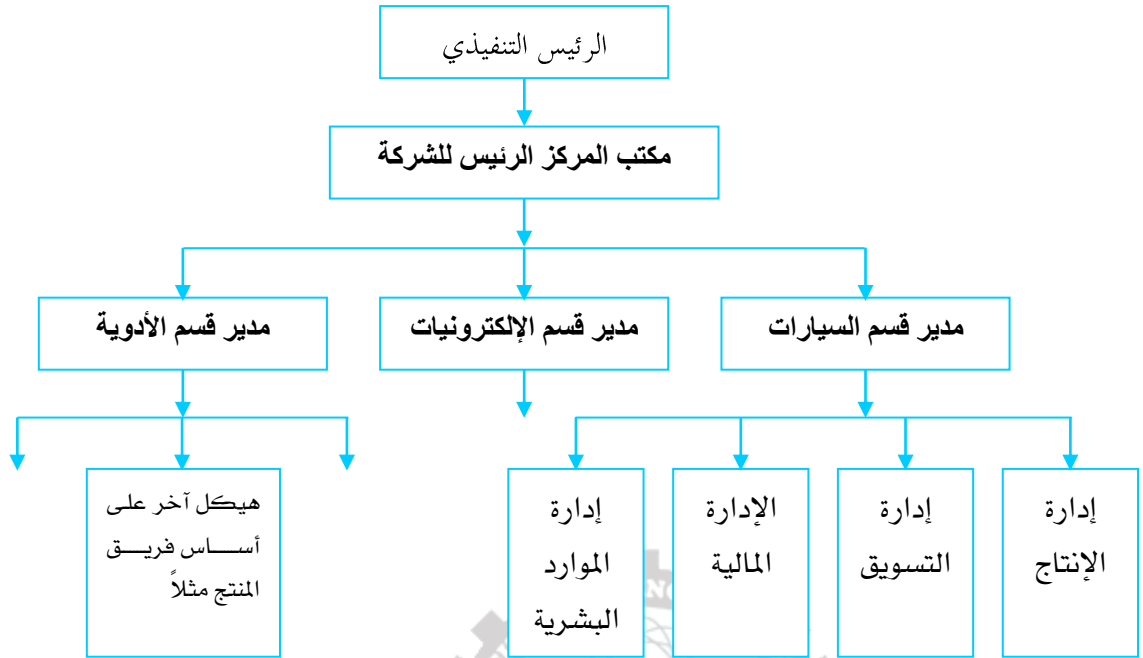 الرئيس التنفيذي
مكتب المركز الرئيس للشركة
مدير قسم السيارات
مدير قسم الإلكترونيات
مدير قسم الأدوية
إدارة
الإنتاج
إدارة
التسويق
الإدارة
المالية
إدارة
الموارد
البشرية
هيكل آخر على
أساس فريق
المنتج مثلاً